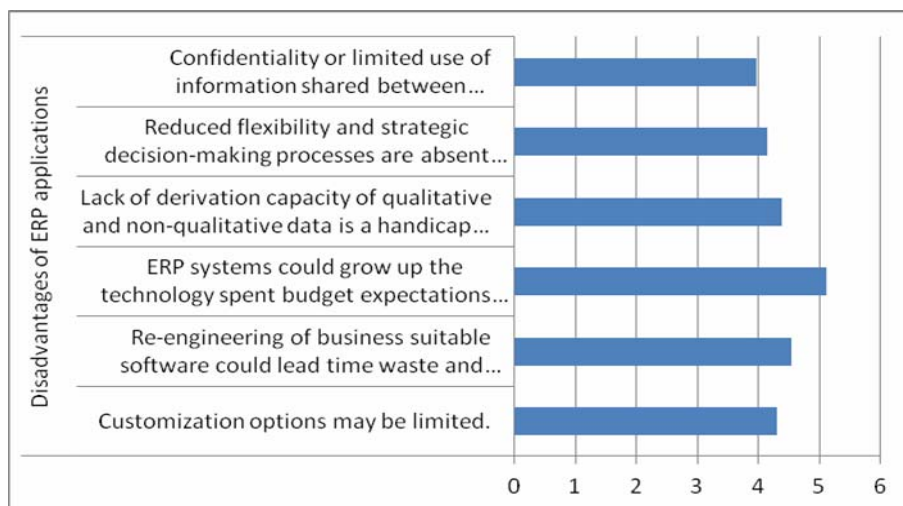 Disadvantages of ERP applications
Confidentiality or limited use of
information shared between...
Reduced flexibility and strategic
decision-making processes are absent...
Lack of derivation capacity of qualitative
and non-qualitative data is a handicap...
ERP systems could grow up the
technology spent budget expectations...
Re-engineering of business suitable
software could lead time waste and...
Customization options may be limited.
0 1 2 3 4 5 6